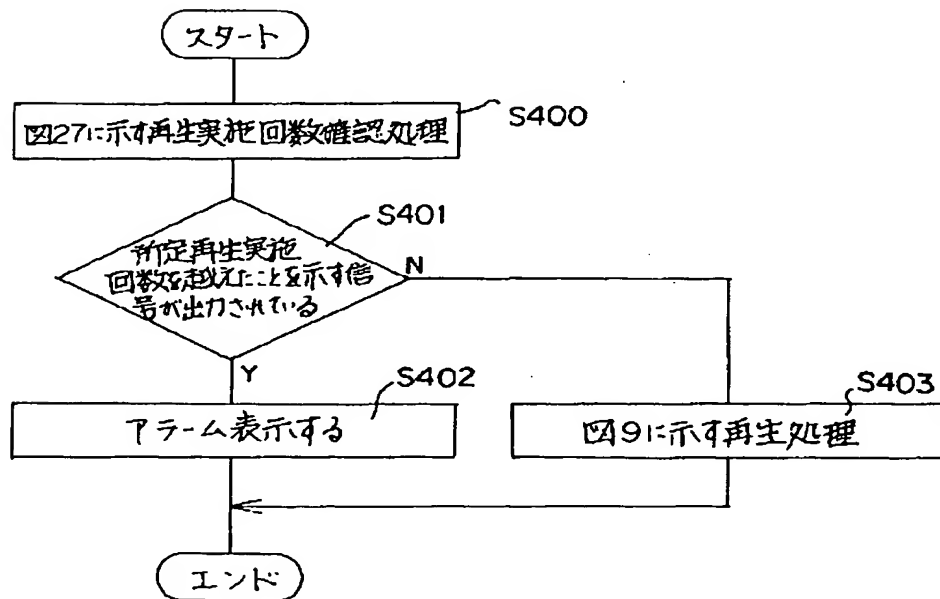 スタート
図27に示す再生実施回数確認処理
S400
S401
所定再生実施
回数を越えたことを示す信
号が出力されている
N
Y
S402
アラーム表示する
S403
図9に示す再生処理
エンド